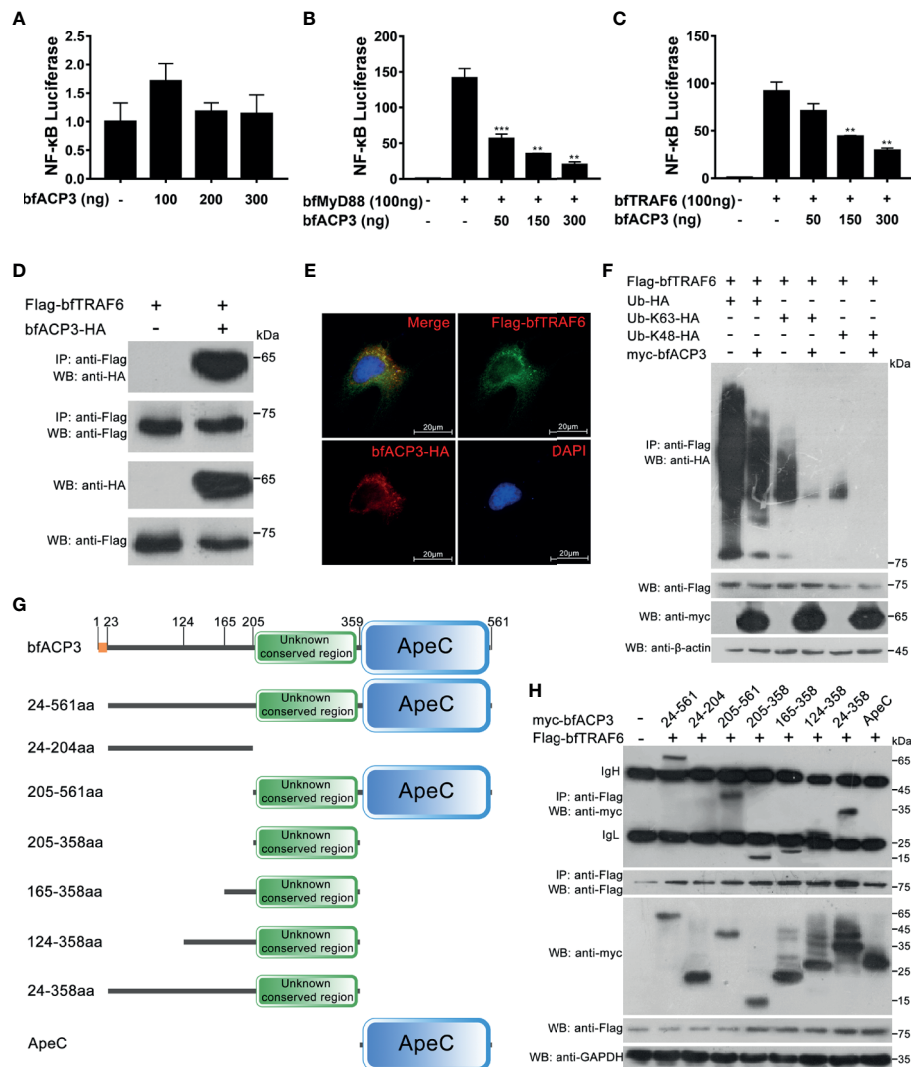 A
NF-κB Luciferase
2.5
2.0
1.5
1.0
0.5
0.0
bfACP3 (ng) - 100 200 300
B
NF-κB Luciferase
200
150
100
50
0
***
**
**
bfMyD88 (100ng) - + + + +
bfACP3 (ng) - - 50 150 300
C
NF-κB Luciferase
150
100
50
0
**
**
bfTRAF6 (100ng) - + + + +
bfACP3 (ng) - - 50 150 300
D
Flag-bfTRAF6 + +
bfACP3-HA - +
kDa
IP: anti-Flag
WB: anti-HA
65
IP: anti-Flag
WB: anti-Flag
75
WB: anti-HA
65
WB: anti-Flag
75
E
Merge
20μm
Flag-bfTRAF6
20μm
bfACP3-HA
20μm
DAPI
20μm
F
Flag-bfTRAF6 + + + + + +
Ub-HA + + - - - -
Ub-K63-HA - - + + - -
Ub-K48-HA - - - - + +
myc-bfACP3 - + - + - +
kDa
IP: anti-Flag
WB: anti-HA
75
WB: anti-Flag
75
WB: anti-myc
65
WB: anti-β-actin
45
G
1 23 124 165 205 359 561
bfACP3
Unknown
conserved region
ApeC
24-561aa
Unknown
conserved region
ApeC
24-204aa
205-561aa
Unknown
conserved region
ApeC
205-358aa
Unknown
conserved region
165-358aa
Unknown
conserved region
124-358aa
Unknown
conserved region
24-358aa
Unknown
conserved region
ApeC
ApeC
H
myc-bfACP3 - 24-561 24-204 205-561 205-358 165-358 124-358 24-358 ApeC
Flag-bfTRAF6 - + + + + + + + +
kDa
65
IgH
45
IP: anti-Flag
WB: anti-myc
35
IgL
25
15
IP: anti-Flag
WB: anti-Flag
75
WB: anti-myc
65
45
35
25
15
WB: anti-Flag
75
WB: anti-GAPDH
35